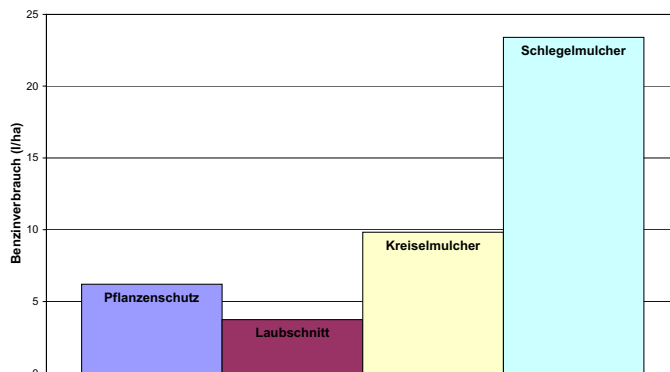 25
20
15
10
5
0
Benzinverbrauch (l/ha)
Pflanzenschutz
Laubschnitt
Kreiselmulcher
Schlegelmulcher